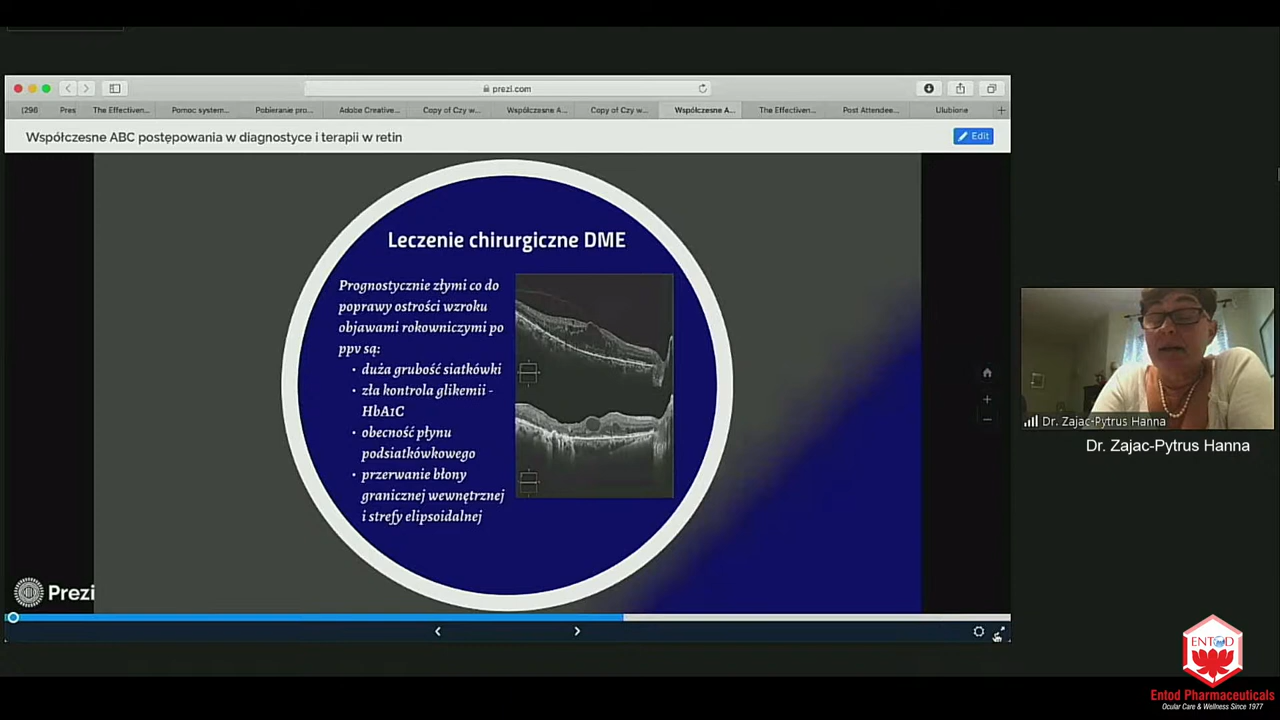 prezi.com
(296
Pres
The Effectiven...
Pomoc system...
Pobieranie pro...
Adobe Creative...
Copy of Czy w...
Współczesne A...
Copy of Czy w...
Współczesne A...
The Effectiven...
Post Attendee...
Ulubione
Współczesne ABC postępowania w diagnostyce i terapii w retin
Edit
Leczenie chirurgiczne DME
Prognostycznie złymi co do
poprawy ostrości wzroku
objawami rokowniczymi po
ppv są:
• duża grubość siatkówki
• zła kontrola glikemii -
HbA1C
• obecność płynu
podsiatkówkowego
• przerwanie błony
granicznej wewnętrznej
i strefy elipsoidalnej
Prezi
Dr. Zajac-Pytrus Hanna
Dr. Zajac-Pytrus Hanna
ENTOD
Entod Pharmaceuticals
Ocular Care & Wellness Since 1977